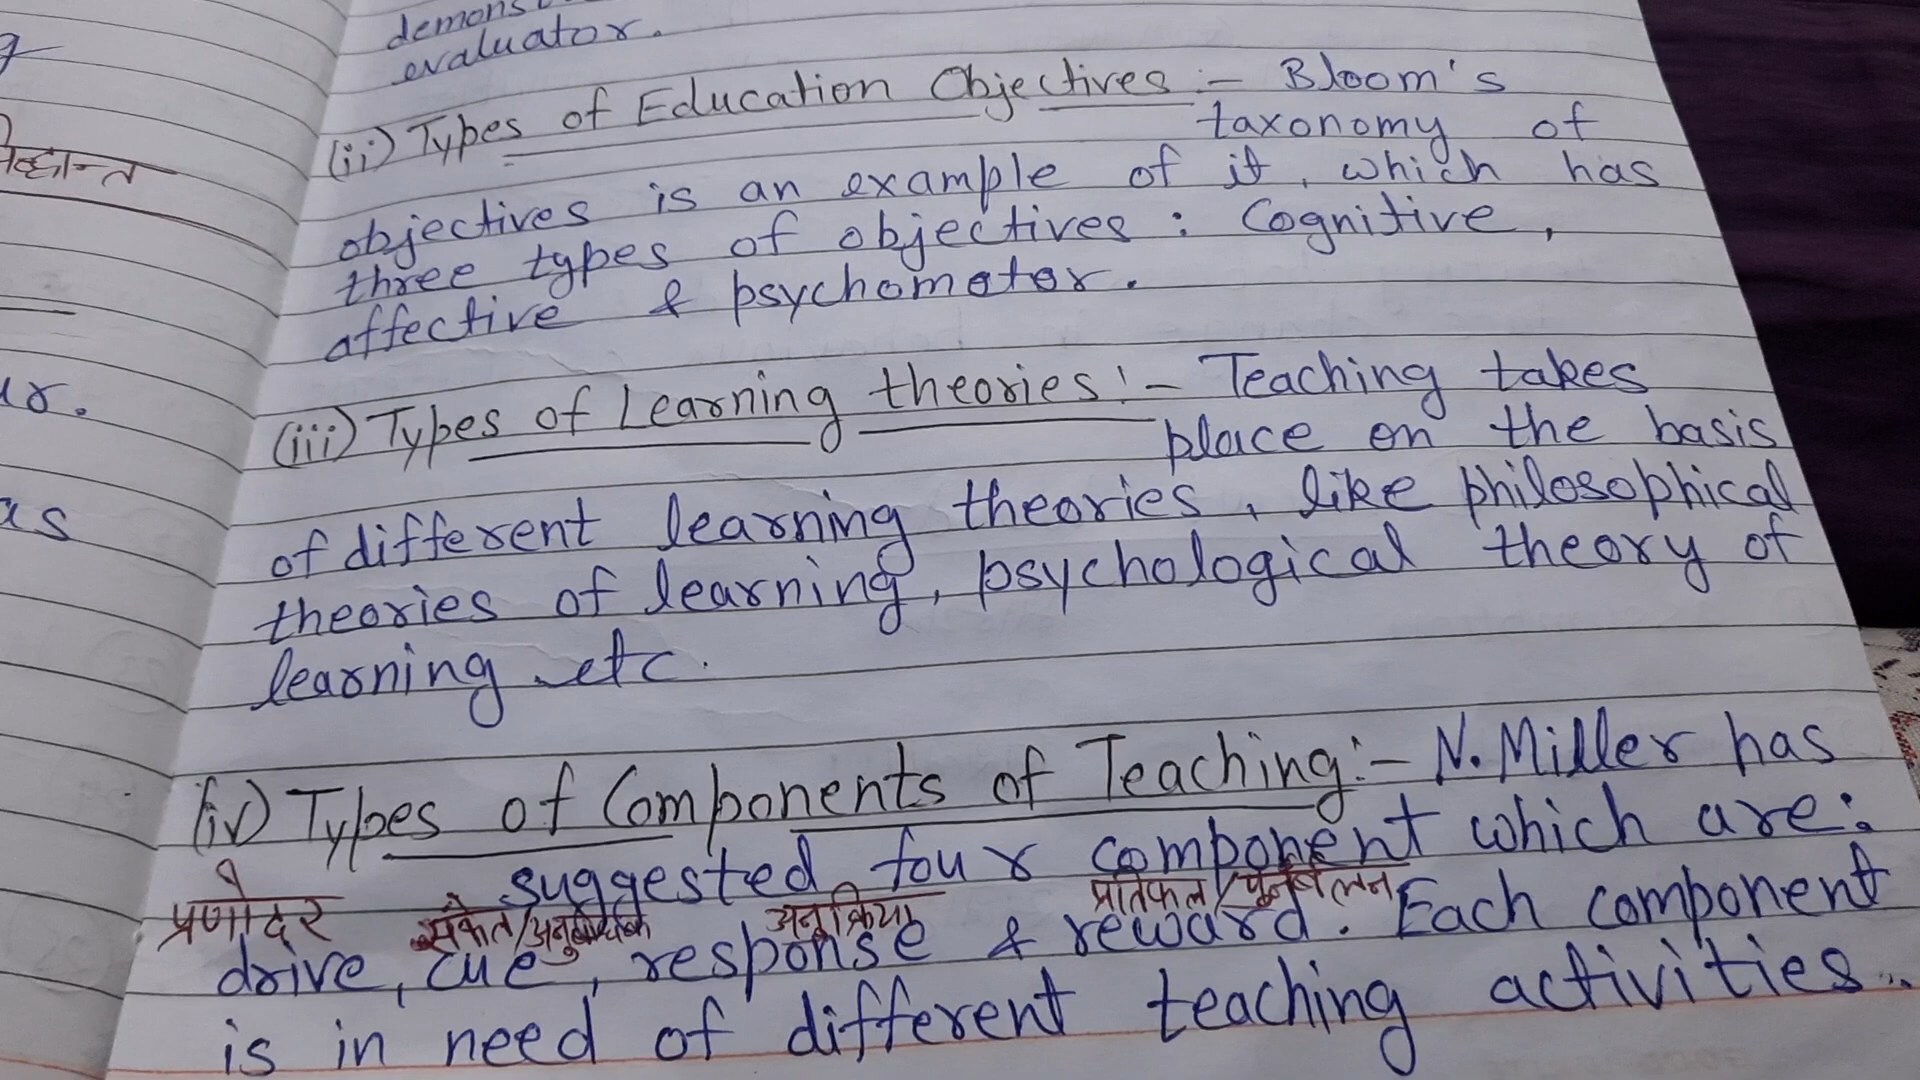 evaluator.
(ii) Types of Education Objectives :- Bloom's
taxonomy of
objectives is an example of it, which has
three types of objectives : Cognitive,
affective & psychomotor.
(iii) Types of Learning theories :- Teaching takes
place on the basis
of different learning theories, like philosophical
theories of learning, psychological theory of
learning etc.
(iv) Types of Components of Teaching :- N. Miller has
suggested four component which are:
प्रणोदर संकेत/ अनुक्रिया प्रतिफल/पुनर्बलन
drive, cue, response & reward. Each component
is in need of different teaching activities..